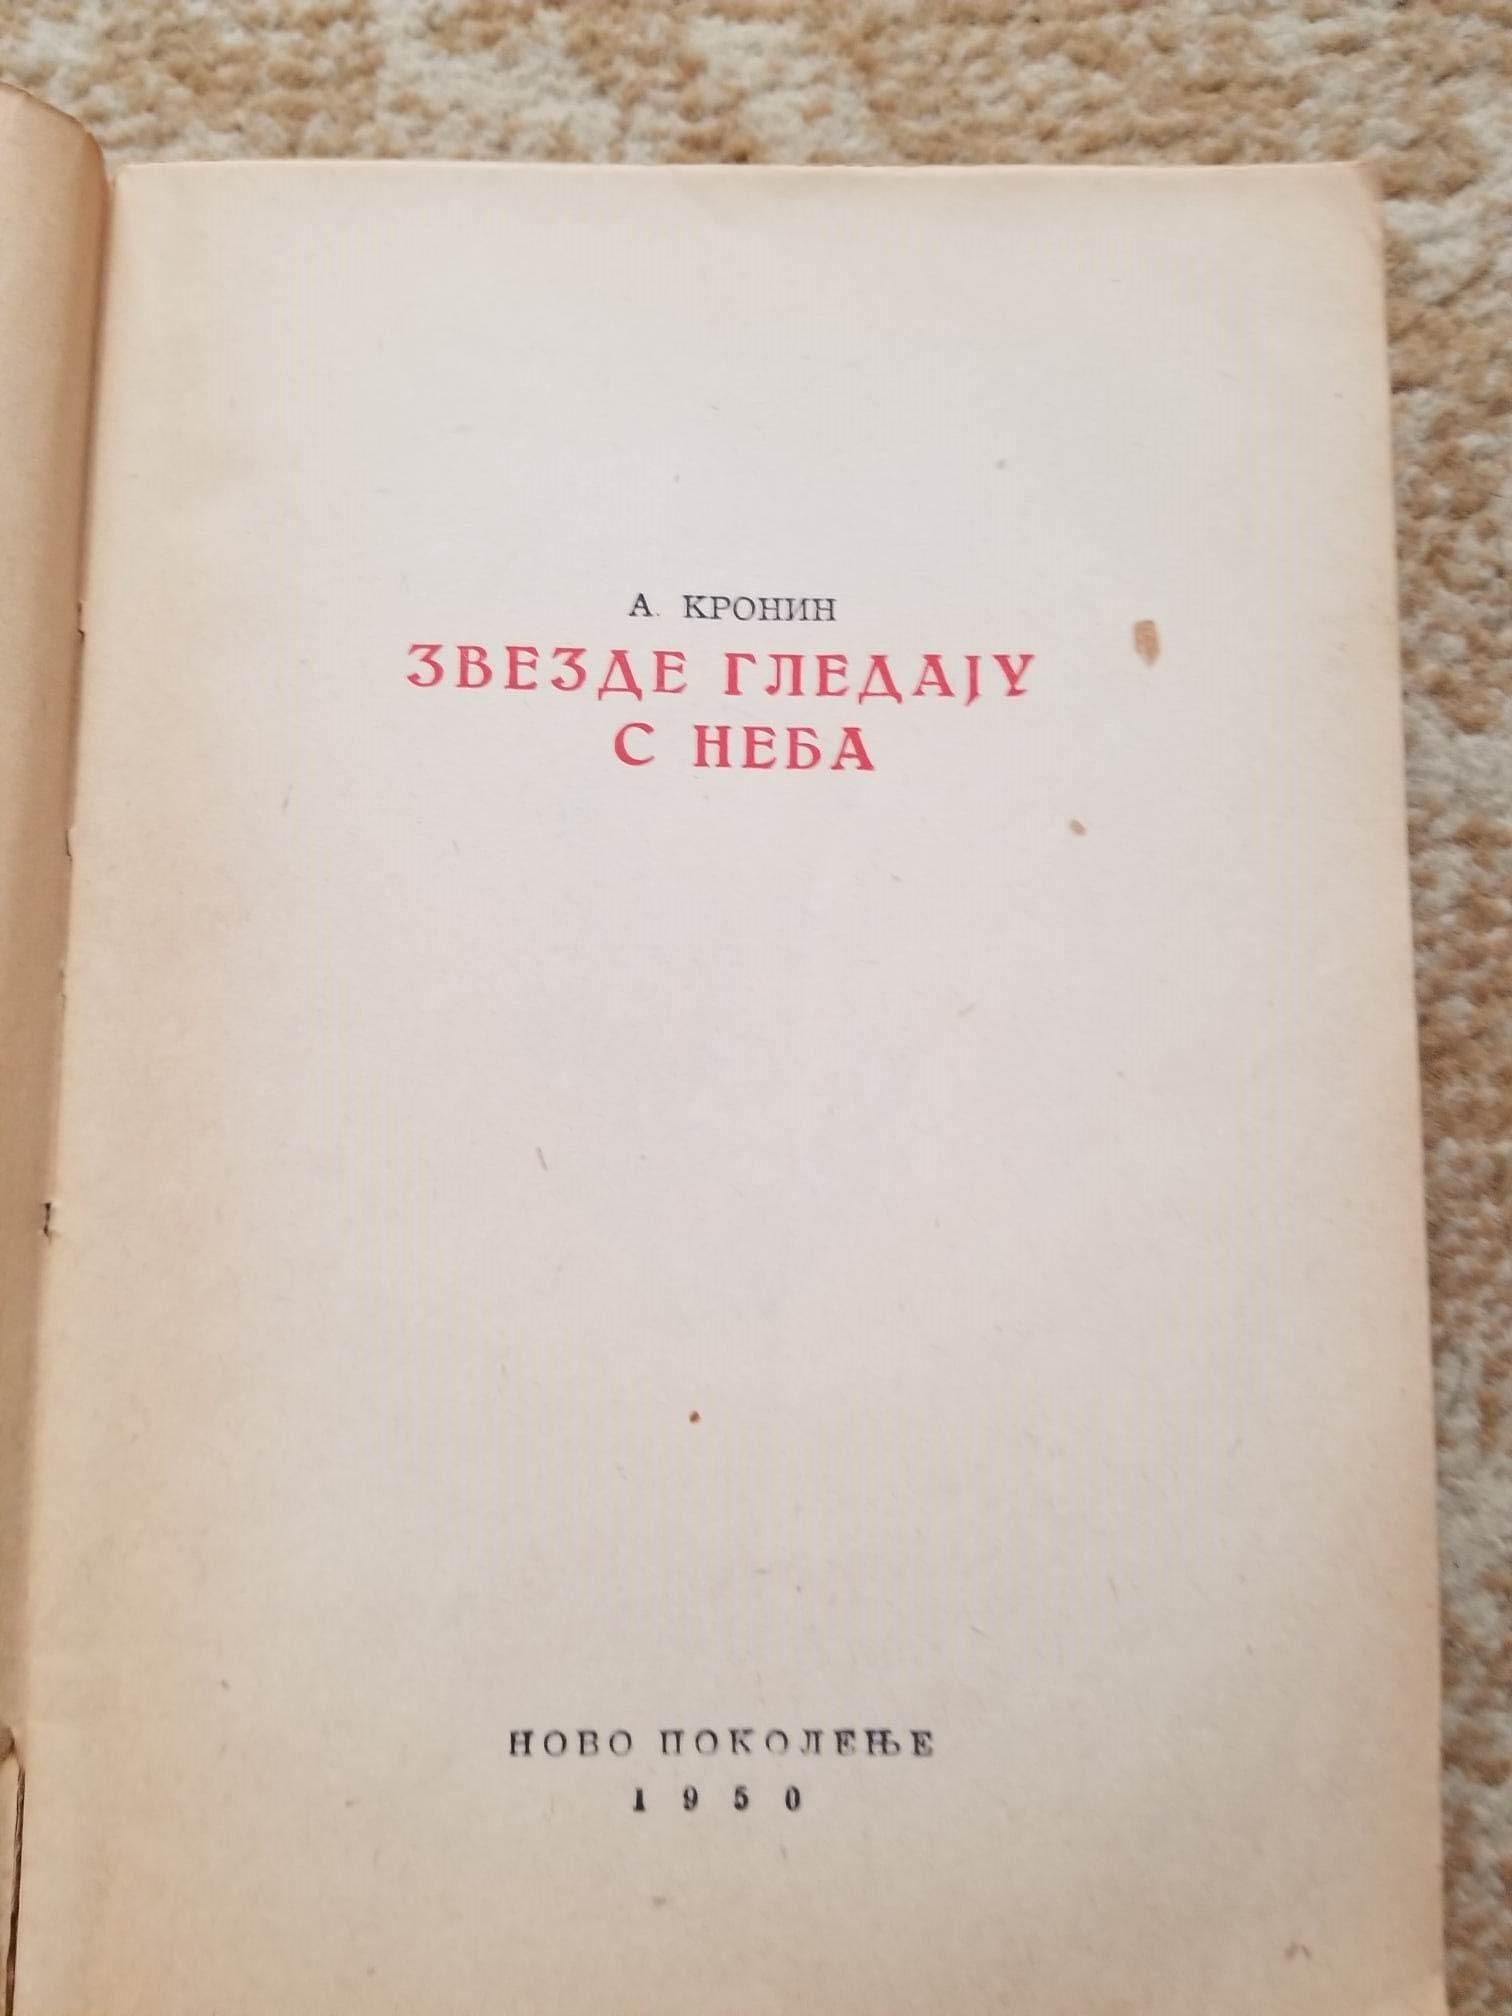 А. КРОНИН
ЗВЕЗДЕ ГЛЕДАЈУ
С НЕБА
НОВО ПОКОЛЕЊЕ
1950